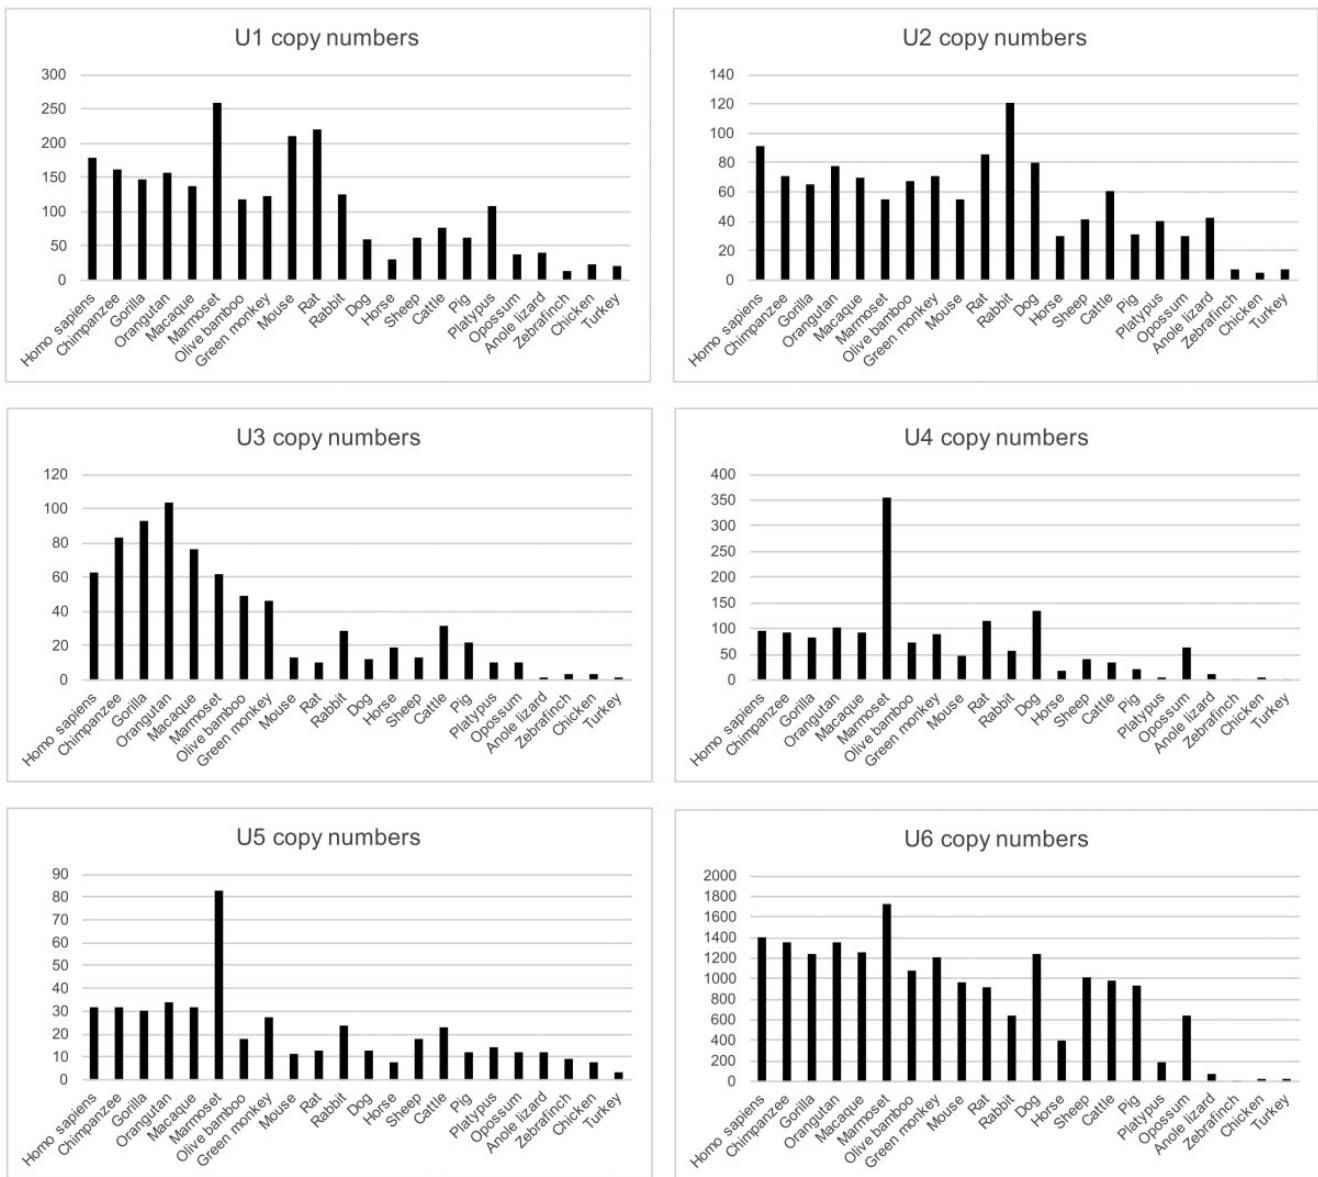 U1 copy numbers
300
250
200
150
100
50
0
Homo sapiens
Chimpanzee
Gorilla
Orangutan
Macaque
Marmoset
Olive bamboo
Green monkey
Mouse
Rat
Rabbit
Dog
Horse
Sheep
Cattle
Pig
Platypus
Opossum
Anole lizard
Zebrafinch
Chicken
Turkey
U2 copy numbers
140
120
100
80
60
40
20
0
Homo sapiens
Chimpanzee
Gorilla
Orangutan
Macaque
Marmoset
Olive bamboo
Green monkey
Mouse
Rat
Rabbit
Dog
Horse
Sheep
Cattle
Pig
Platypus
Opossum
Anole lizard
Zebrafinch
Chicken
Turkey
U3 copy numbers
120
100
80
60
40
20
0
Homo sapiens
Chimpanzee
Gorilla
Orangutan
Macaque
Marmoset
Olive bamboo
Green monkey
Mouse
Rat
Rabbit
Dog
Horse
Sheep
Cattle
Pig
Platypus
Opossum
Anole lizard
Zebrafinch
Chicken
Turkey
U4 copy numbers
400
350
300
250
200
150
100
50
0
Homo sapiens
Chimpanzee
Gorilla
Orangutan
Macaque
Marmoset
Olive bamboo
Green monkey
Mouse
Rat
Rabbit
Dog
Horse
Sheep
Cattle
Pig
Platypus
Opossum
Anole lizard
Zebrafinch
Chicken
Turkey
U5 copy numbers
90
80
70
60
50
40
30
20
10
0
Homo sapiens
Chimpanzee
Gorilla
Orangutan
Macaque
Marmoset
Olive bamboo
Green monkey
Mouse
Rat
Rabbit
Dog
Horse
Sheep
Cattle
Pig
Platypus
Opossum
Anole lizard
Zebrafinch
Chicken
Turkey
U6 copy numbers
2000
1800
1600
1400
1200
1000
800
600
400
200
0
Homo sapiens
Chimpanzee
Gorilla
Orangutan
Macaque
Marmoset
Olive bamboo
Green monkey
Mouse
Rat
Rabbit
Dog
Horse
Sheep
Cattle
Pig
Platypus
Opossum
Anole lizard
Zebrafinch
Chicken
Turkey